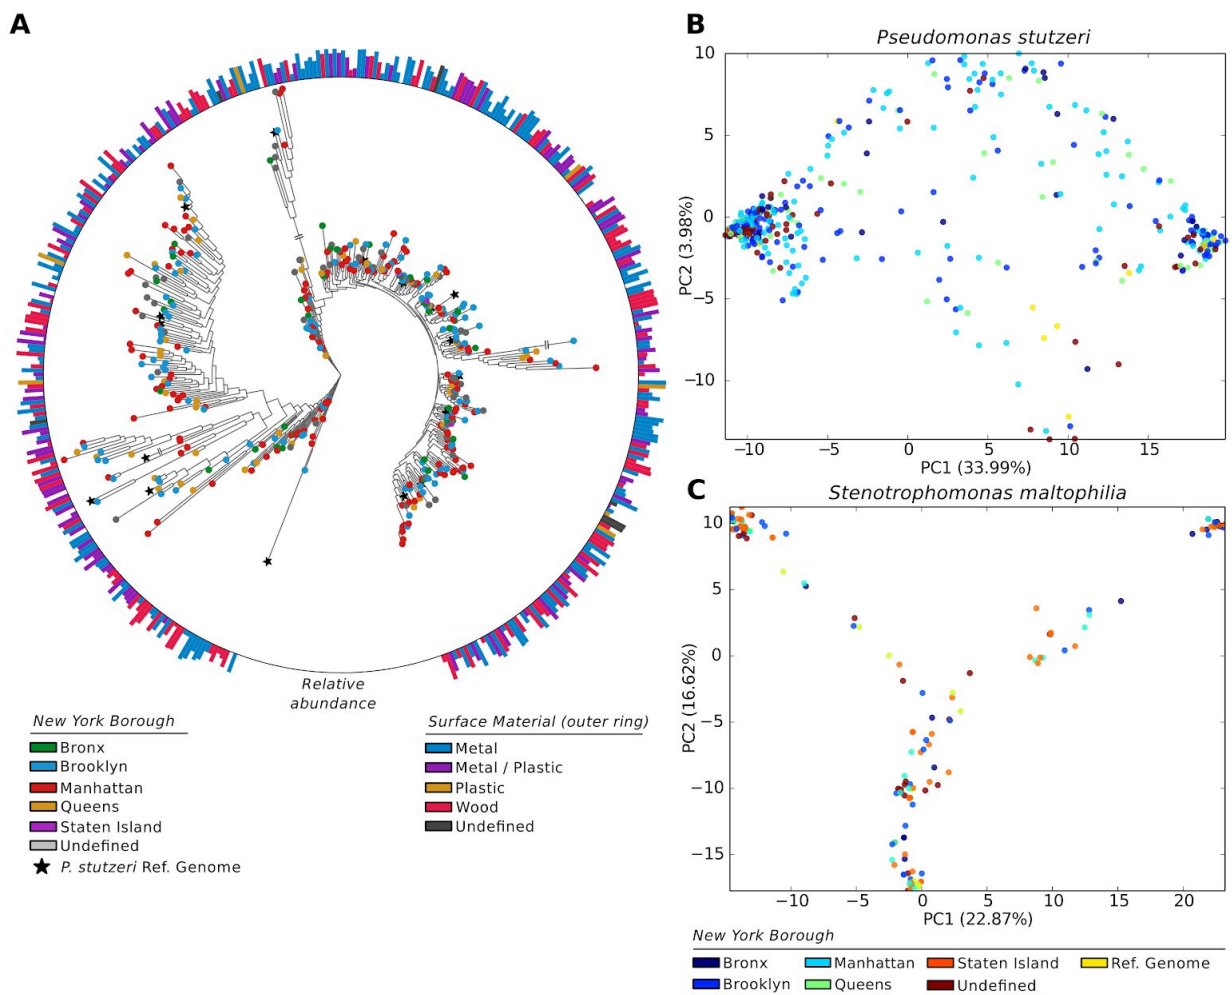 A
Relative
abundance
New York Borough
Bronx
Brooklyn
Manhattan
Queens
Staten Island
Undefined
P. stutzeri Ref. Genome
Surface Material (outer ring)
Metal
Metal / Plastic
Plastic
Wood
Undefined
B
Pseudomonas stutzeri
10
5
0
−5
−10
PC2 (3.98%)
−10 −5 0 5 10 15
PC1 (33.99%)
C
Stenotrophomonas maltophilia
10
5
0
−5
−10
−15
PC2 (16.62%)
−10 −5 0 5 10 15 20
PC1 (22.87%)
New York Borough
Bronx Manhattan Staten Island Ref. Genome
Brooklyn Queens Undefined